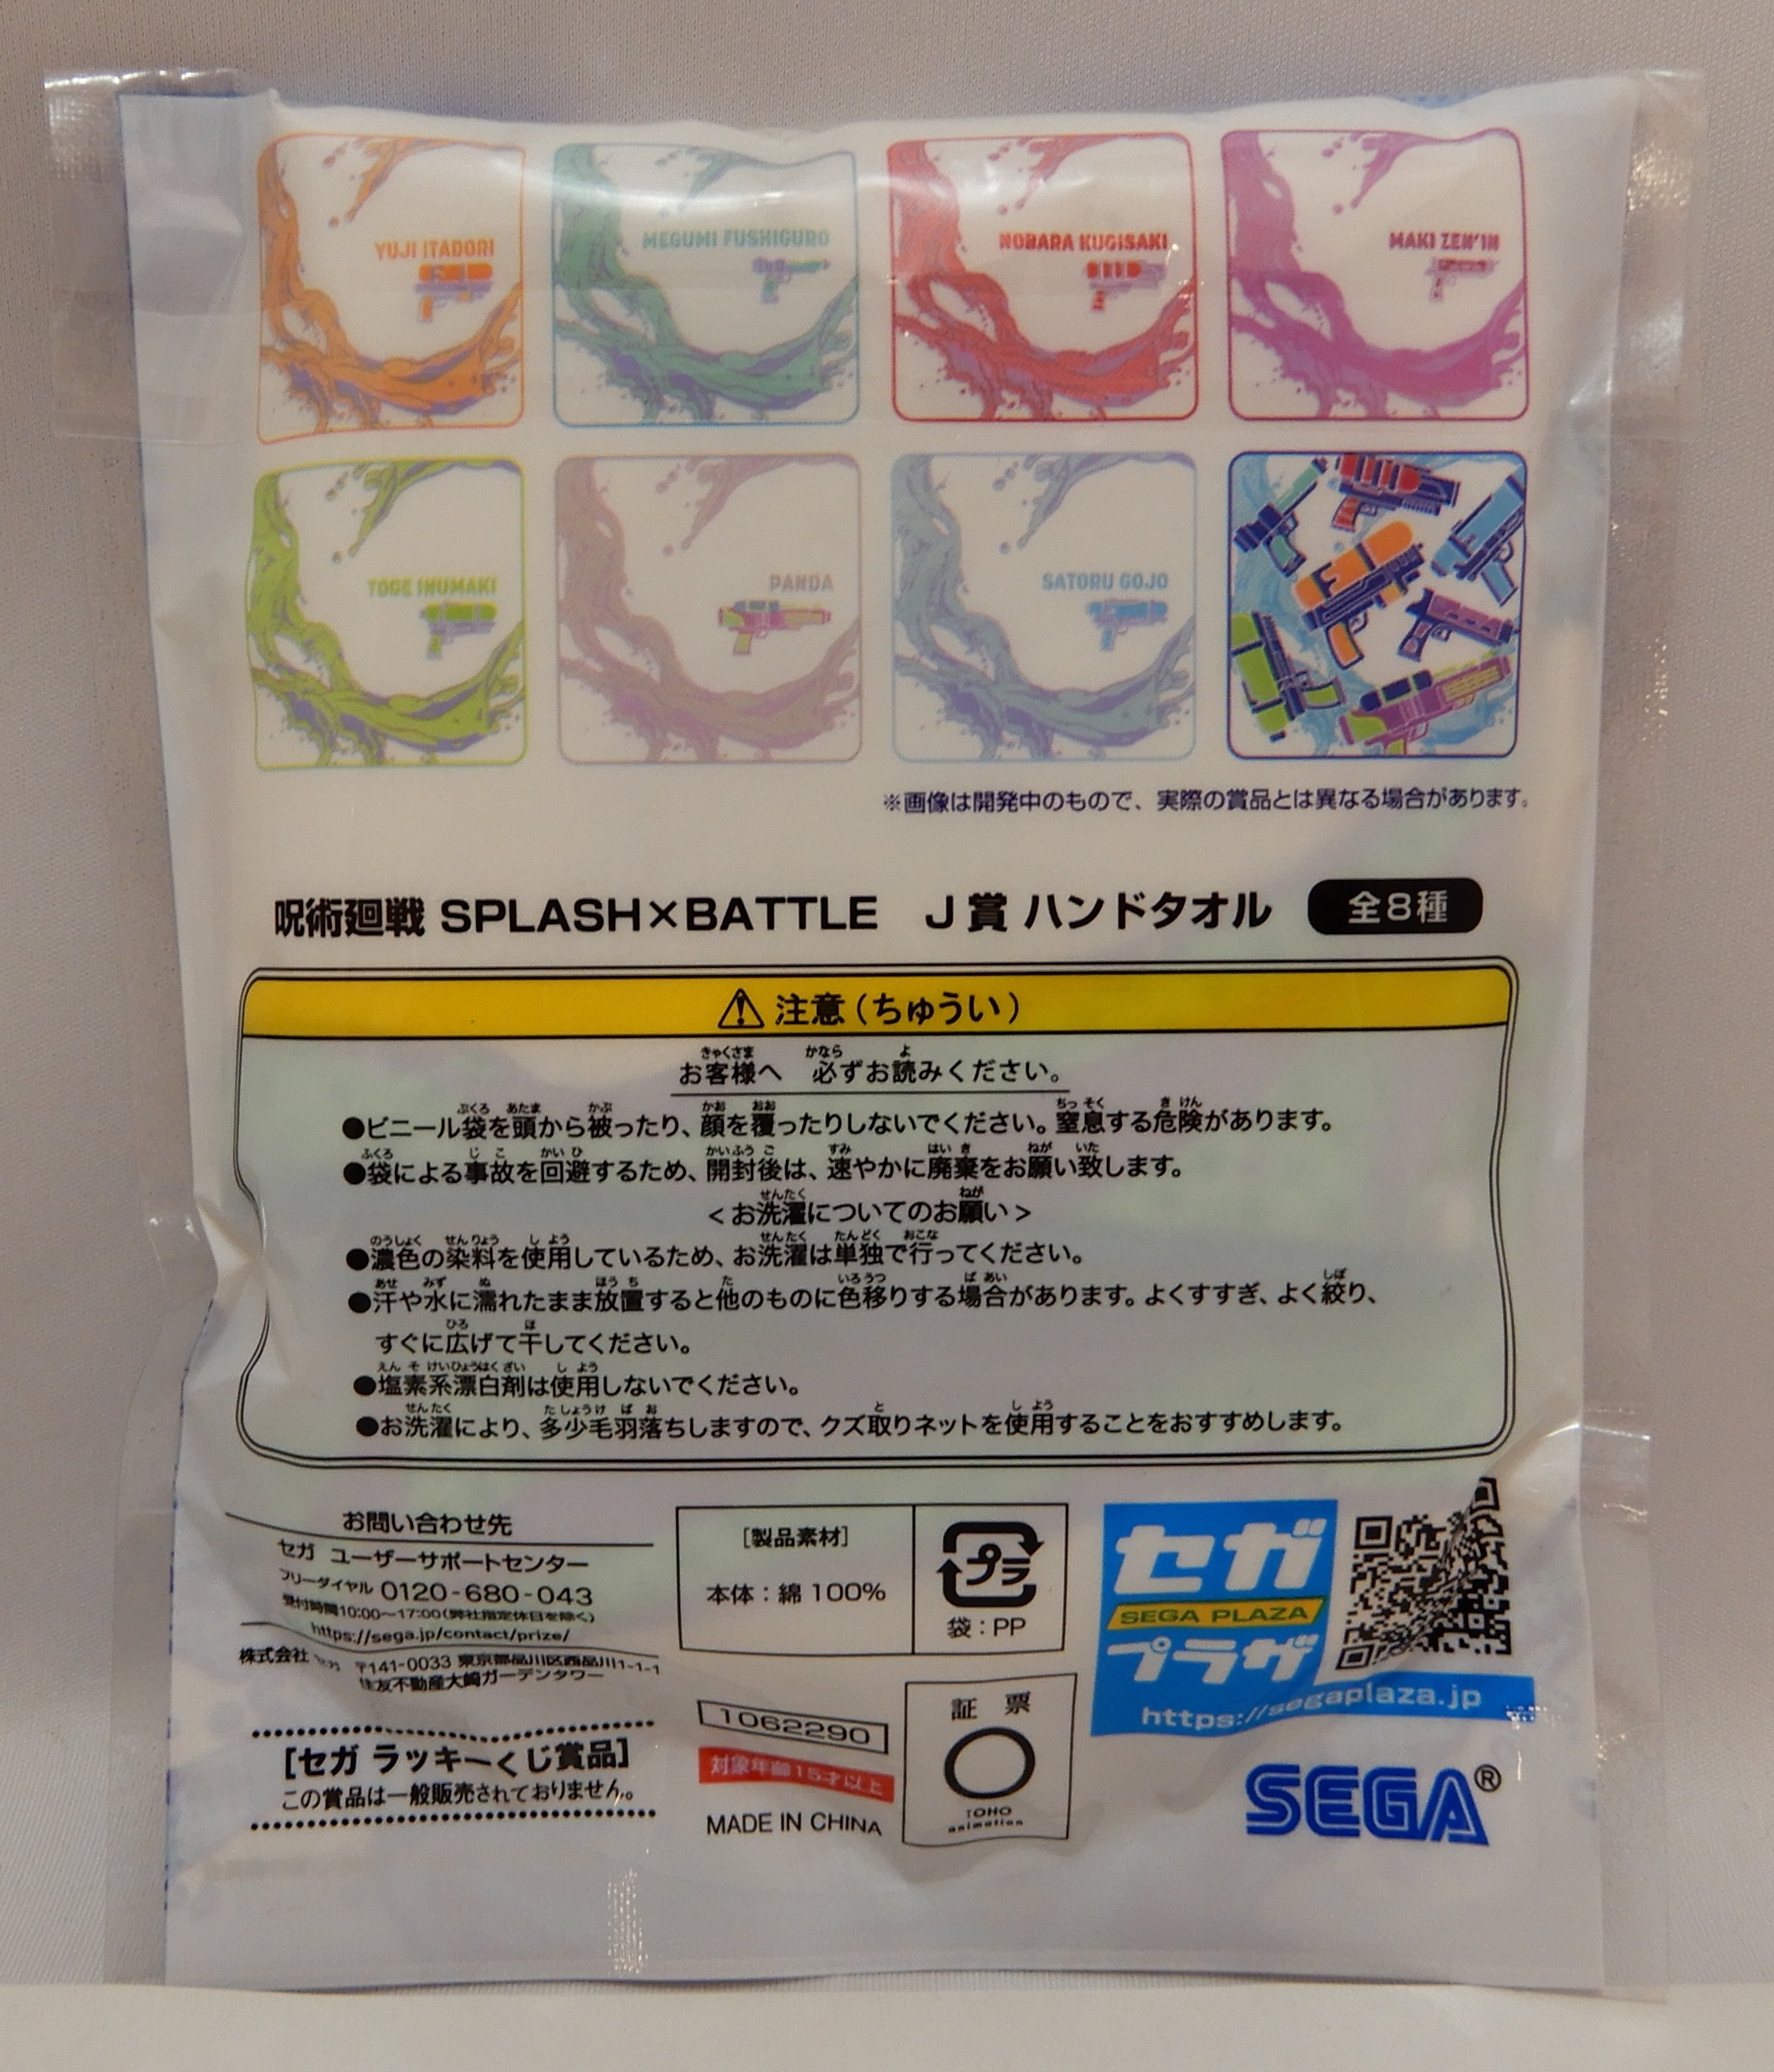 YUJI ITADORI
MEGUMI FUSHIGURO
NOBARA KUGISAKI
MAKI ZEN'IN
TOGE INUMAKI
PANDA
SATORU GOJO
※画像は開発中のもので、実際の賞品とは異なる場合があります。
呪術廻戦 SPLASH×BATTLE J賞 ハンドタオル 全8種
注意(ちゅうい)
お客様へ 必ずお読みください。
●ビニール袋を頭から被ったり、顔を覆ったりしないでください。窒息する危険があります。
●袋による事故を回避するため、開封後は、速やかに廃棄をお願い致します。
<お洗濯についてのお願い>
●濃色の染料を使用しているため、お洗濯は単独で行ってください。
●汗や水に濡れたまま放置すると他のものに色移りする場合があります。よくすすぎ、よく絞り、
すぐに広げて干してください。
●塩素系漂白剤は使用しないでください。
●お洗濯により、多少毛羽落ちしますので、クズ取りネットを使用することをおすすめします。
お問い合わせ先
セガ ユーザーサポートセンター
フリーダイヤル 0120-680-043
受付時間10:00〜17:00(弊社指定休日を除く)
https://sega.jp/contact/prize/
株式会社 セガ 〒141-0033 東京都品川区西品川1-1-1
住友不動産大崎ガーデンタワー
[セガ ラッキーくじ賞品]
この賞品は一般販売されておりません。
[製品素材]
本体：綿 100%
プラ
袋：PP
1062290
対象年齢15才以上
MADE IN CHINA
証 票
TOHO
animation
セガ
SEGA PLAZA
プラザ
https://segaplaza.jp
SEGA®